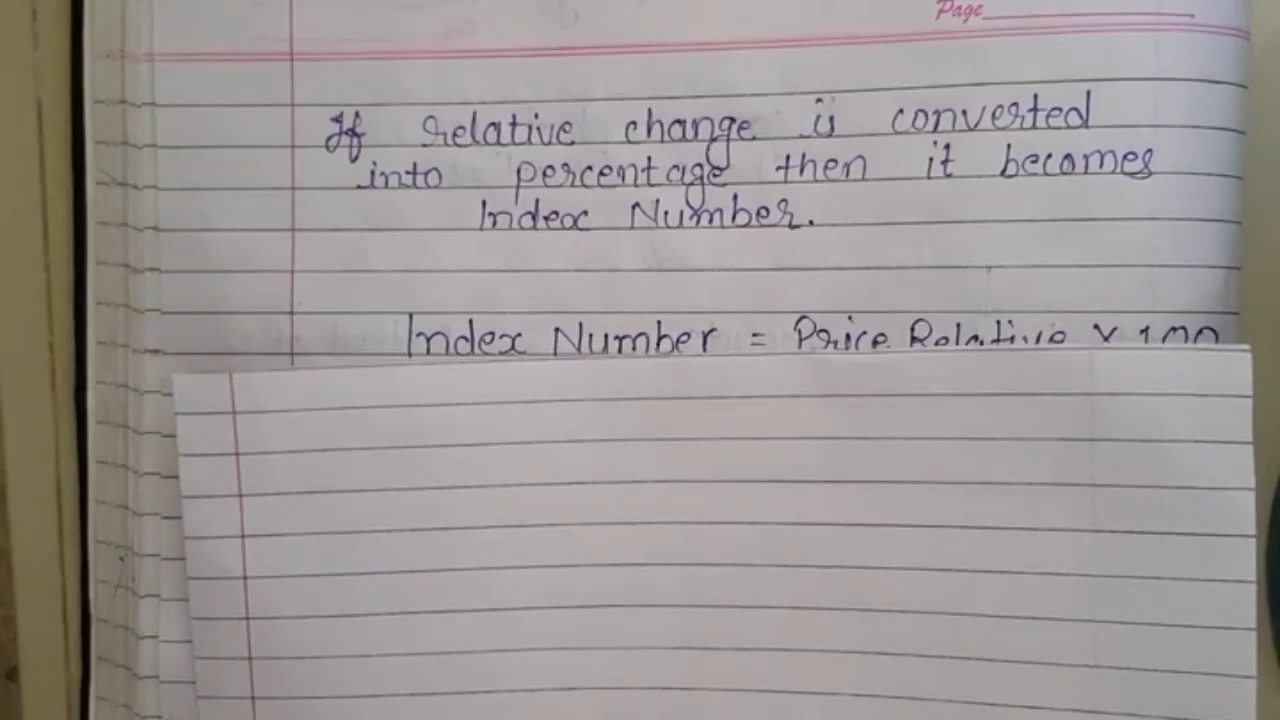 Page
If relative change is converted
into percentage then it becomes
Index Number.
Index Number = Price Relative × 100